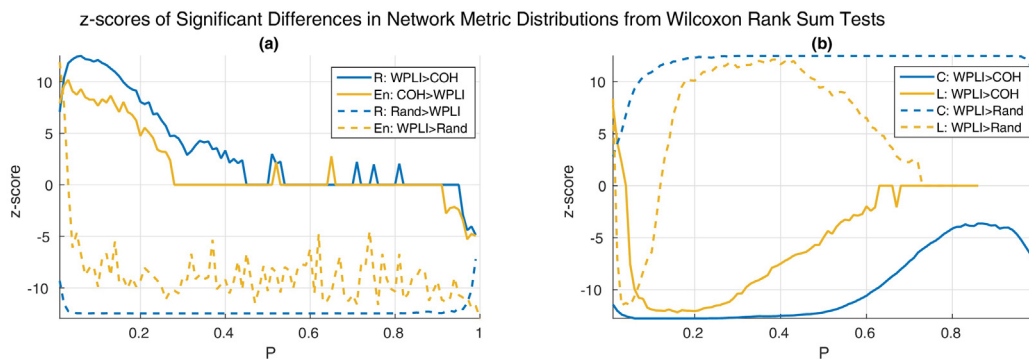 z-scores of Significant Differences in Network Metric Distributions from Wilcoxon Rank Sum Tests
(a)
z-score
10
5
0
-5
-10
R: WPLI>COH
En: COH>WPLI
R: Rand>WPLI
En: WPLI>Rand
0.2 0.4 0.6 0.8 1
P
(b)
z-score
10
5
0
-5
-10
C: WPLI>COH
L: WPLI>COH
C: WPLI>Rand
L: WPLI>Rand
0.2 0.4 0.6 0.8
P